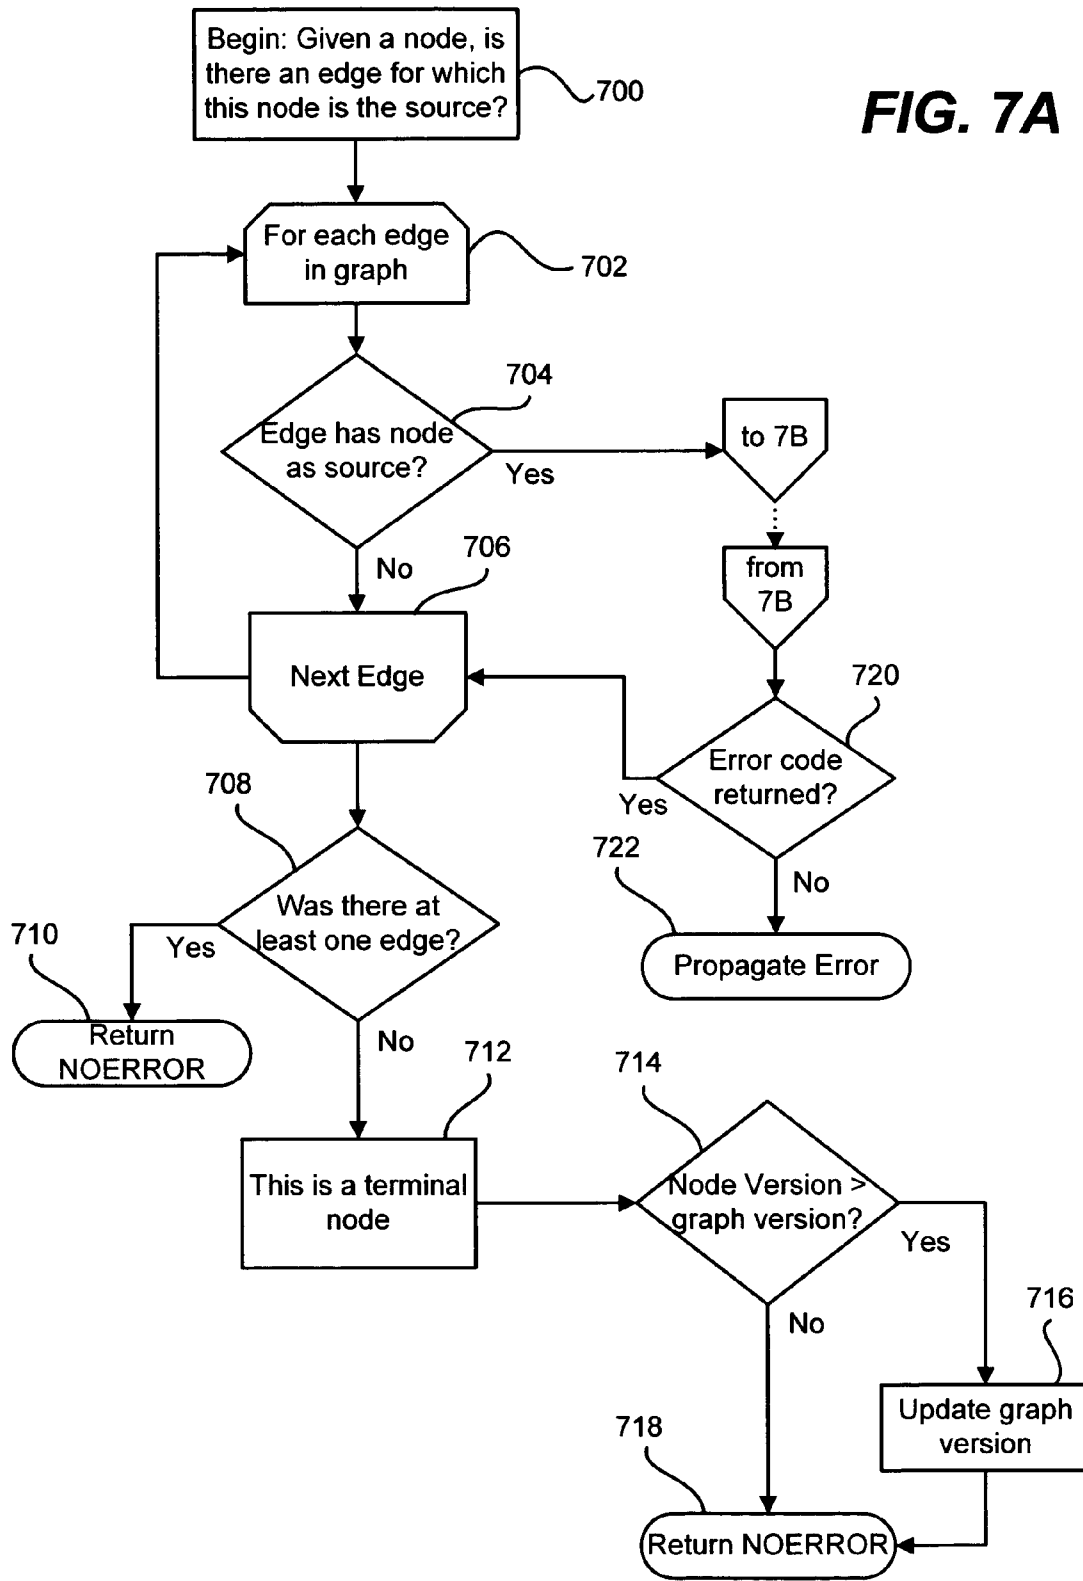 Begin: Given a node, is
there an edge for which
this node is the source?
700
FIG. 7A
For each edge
in graph
702
704
Edge has node
as source?
Yes
to 7B
No
706
from
7B
Next Edge
720
Error code
returned?
Yes
708
722
No
Was there at
least one edge?
710
Yes
Propagate Error
Return
NOERROR
No
712
714
This is a terminal
node
Node Version >
graph version?
Yes
716
No
Update graph
version
718
Return NOERROR